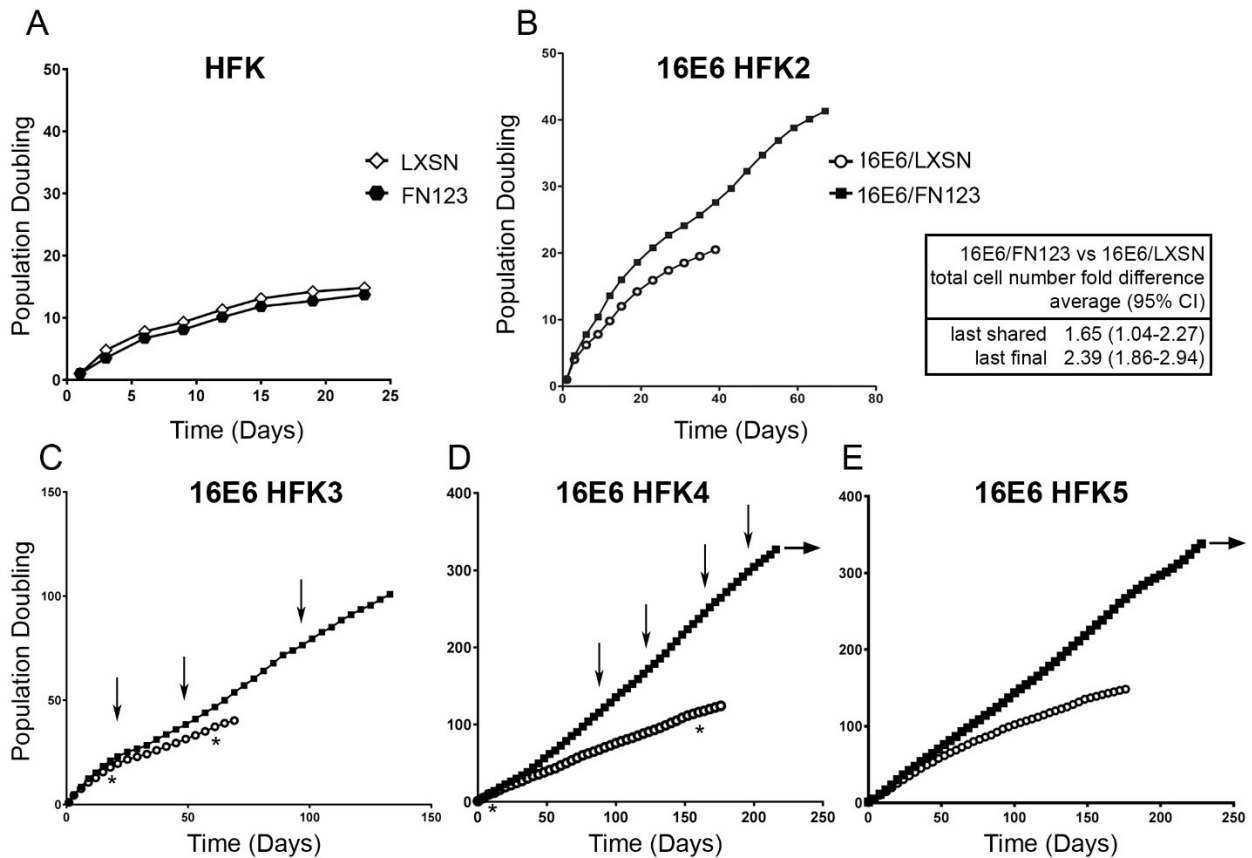 A
HFK
Population Doubling
50
40
30
20
10
0
0 5 10 15 20 25
Time (Days)
LXSN
FN123
B
16E6 HFK2
Population Doubling
50
40
30
20
10
0
0 20 40 60 80
Time (Days)
16E6/LXSN
16E6/FN123
16E6/FN123 vs 16E6/LXSN
total cell number fold difference
average (95% CI)
last shared 1.65 (1.04-2.27)
last final 2.39 (1.86-2.94)
C
16E6 HFK3
Population Doubling
150
100
50
0
0 50 100 150
* *
Time (Days)
D
16E6 HFK4
400
300
200
100
0
0 50 100 150 200 250
* *
Time (Days)
E
16E6 HFK5
400
300
200
100
0
0 50 100 150 200 250
Time (Days)